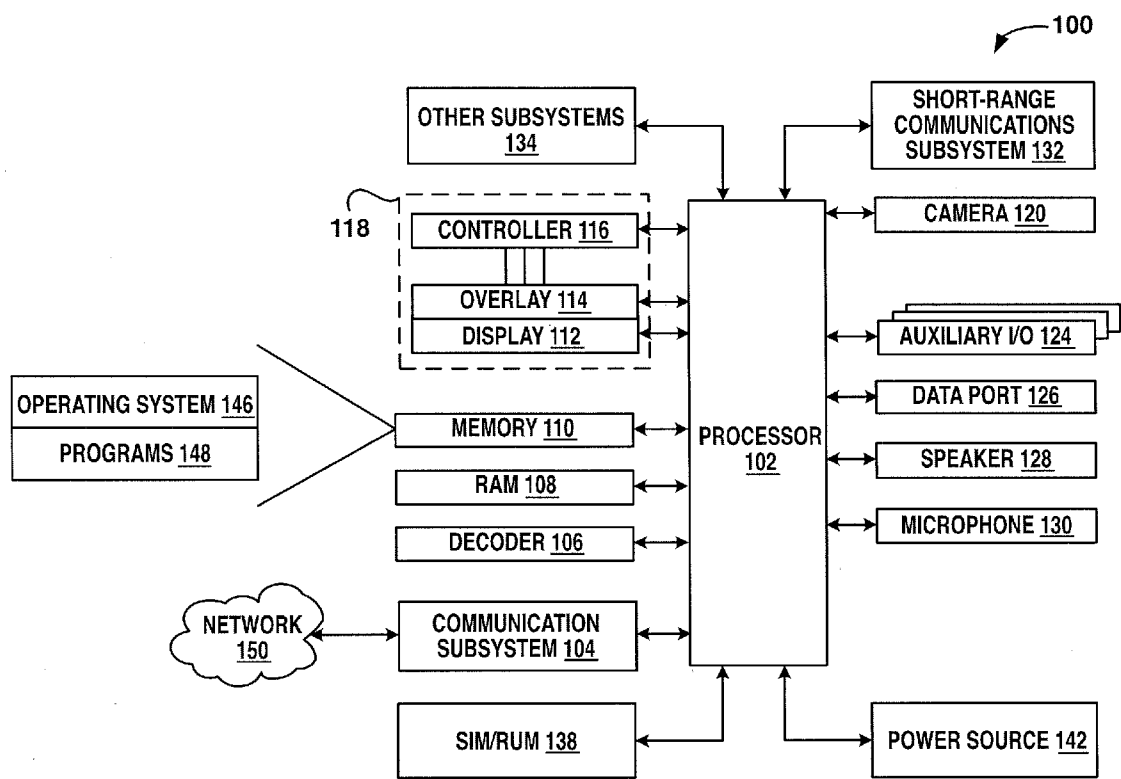 100
OTHER SUBSYSTEMS
134
SHORT-RANGE
COMMUNICATIONS
SUBSYSTEM 132
118
CONTROLLER 116
CAMERA 120
OVERLAY 114
DISPLAY 112
AUXILIARY I/O 124
OPERATING SYSTEM 146
PROGRAMS 148
MEMORY 110
PROCESSOR
102
DATA PORT 126
RAM 108
SPEAKER 128
DECODER 106
MICROPHONE 130
NETWORK
150
COMMUNICATION
SUBSYSTEM 104
SIM/RUM 138
POWER SOURCE 142